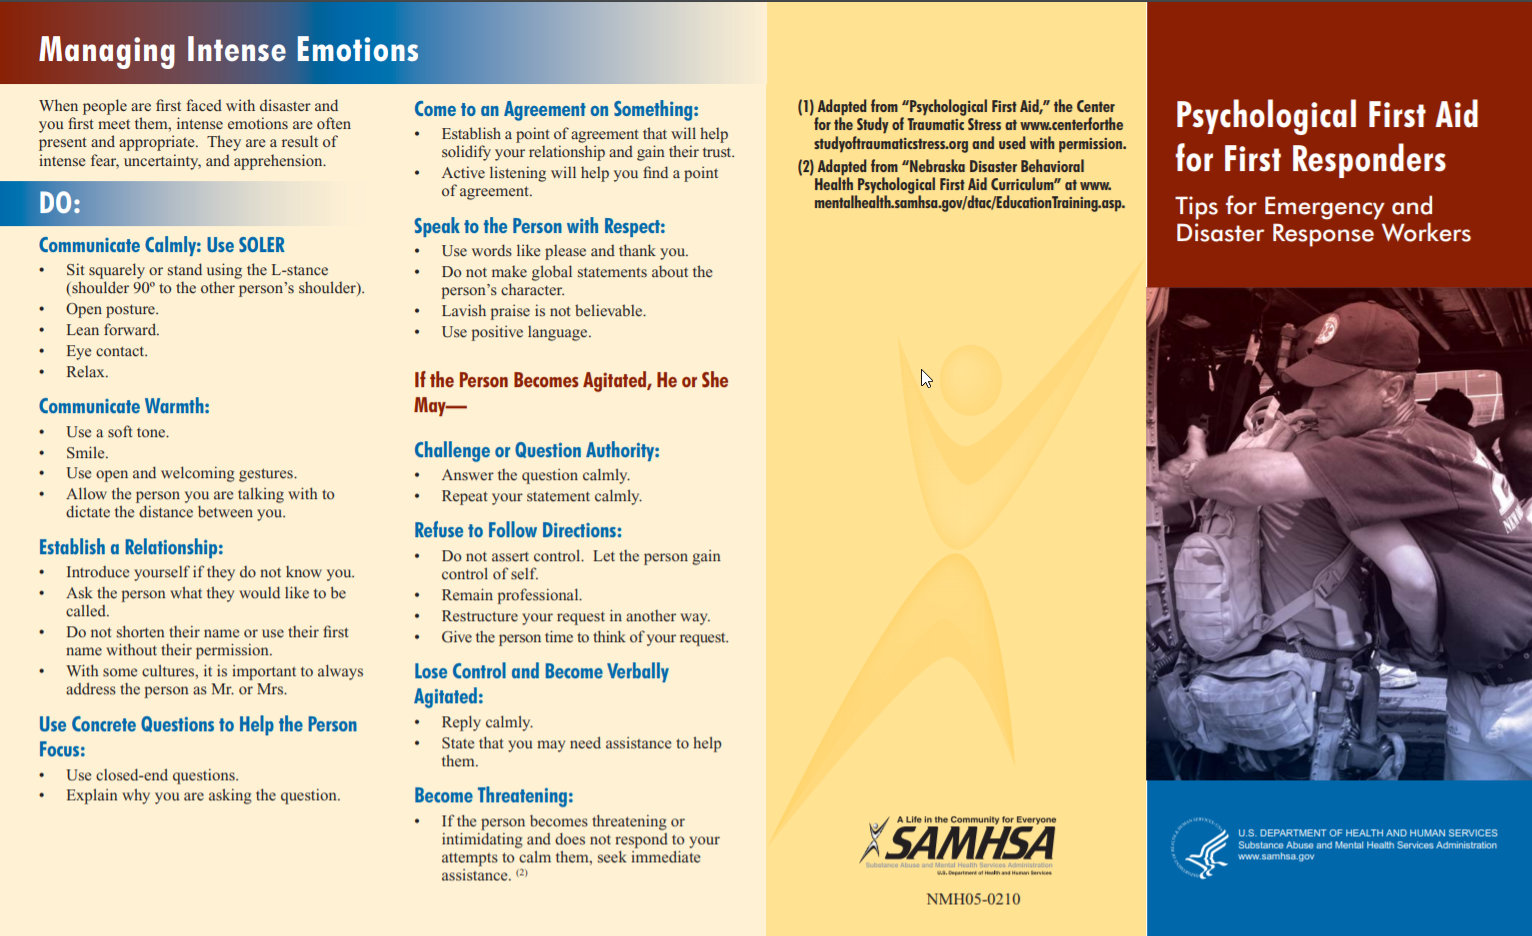 Managing Intense Emotions
When people are first faced with disaster and
you first meet them, intense emotions are often
present and appropriate. They are a result of
intense fear, uncertainty, and apprehension.
DO:
Communicate Calmly: Use SOLER
• Sit squarely or stand using the L-stance
(shoulder 90º to the other person’s shoulder).
• Open posture.
• Lean forward.
• Eye contact.
• Relax.
Communicate Warmth:
• Use a soft tone.
• Smile.
• Use open and welcoming gestures.
• Allow the person you are talking with to
dictate the distance between you.
Establish a Relationship:
• Introduce yourself if they do not know you.
• Ask the person what they would like to be
called.
• Do not shorten their name or use their first
name without their permission.
• With some cultures, it is important to always
address the person as Mr. or Mrs.
Use Concrete Questions to Help the Person
Focus:
• Use closed-end questions.
• Explain why you are asking the question.
Come to an Agreement on Something:
• Establish a point of agreement that will help
solidify your relationship and gain their trust.
• Active listening will help you find a point
of agreement.
Speak to the Person with Respect:
• Use words like please and thank you.
• Do not make global statements about the
person’s character.
• Lavish praise is not believable.
• Use positive language.
If the Person Becomes Agitated, He or She
May—
Challenge or Question Authority:
• Answer the question calmly.
• Repeat your statement calmly.
Refuse to Follow Directions:
• Do not assert control. Let the person gain
control of self.
• Remain professional.
• Restructure your request in another way.
• Give the person time to think of your request.
Lose Control and Become Verbally
Agitated:
• Reply calmly.
• State that you may need assistance to help
them.
Become Threatening:
• If the person becomes threatening or
intimidating and does not respond to your
attempts to calm them, seek immediate
assistance. (2)
(1) Adapted from “Psychological First Aid,” the Center
for the Study of Traumatic Stress at www.centerforthe
studyoftraumaticstress.org and used with permission.
(2) Adapted from “Nebraska Disaster Behavioral
Health Psychological First Aid Curriculum” at www.
mentalhealth.samhsa.gov/dtac/EducationTraining.asp.
A Life in the Community for Everyone
SAMHSA
Substance Abuse and Mental Health Services Administration
U.S. Department of Health and Human Services
NMH05-0210
Psychological First Aid
for First Responders
Tips for Emergency and
Disaster Response Workers
U.S. DEPARTMENT OF HEALTH AND HUMAN SERVICES
Substance Abuse and Mental Health Services Administration
www.samhsa.gov